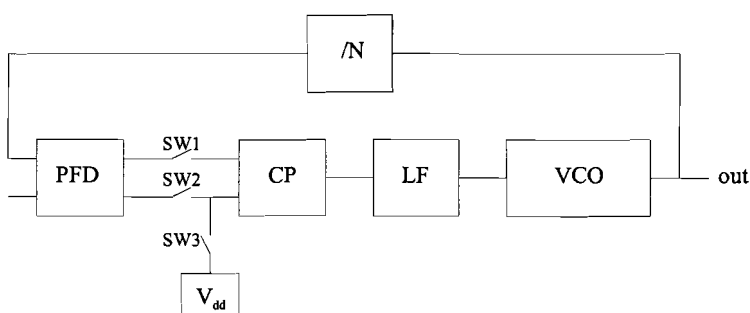 /N
SW1
PFD
SW2
CP
LF
VCO
out
SW3
Vdd